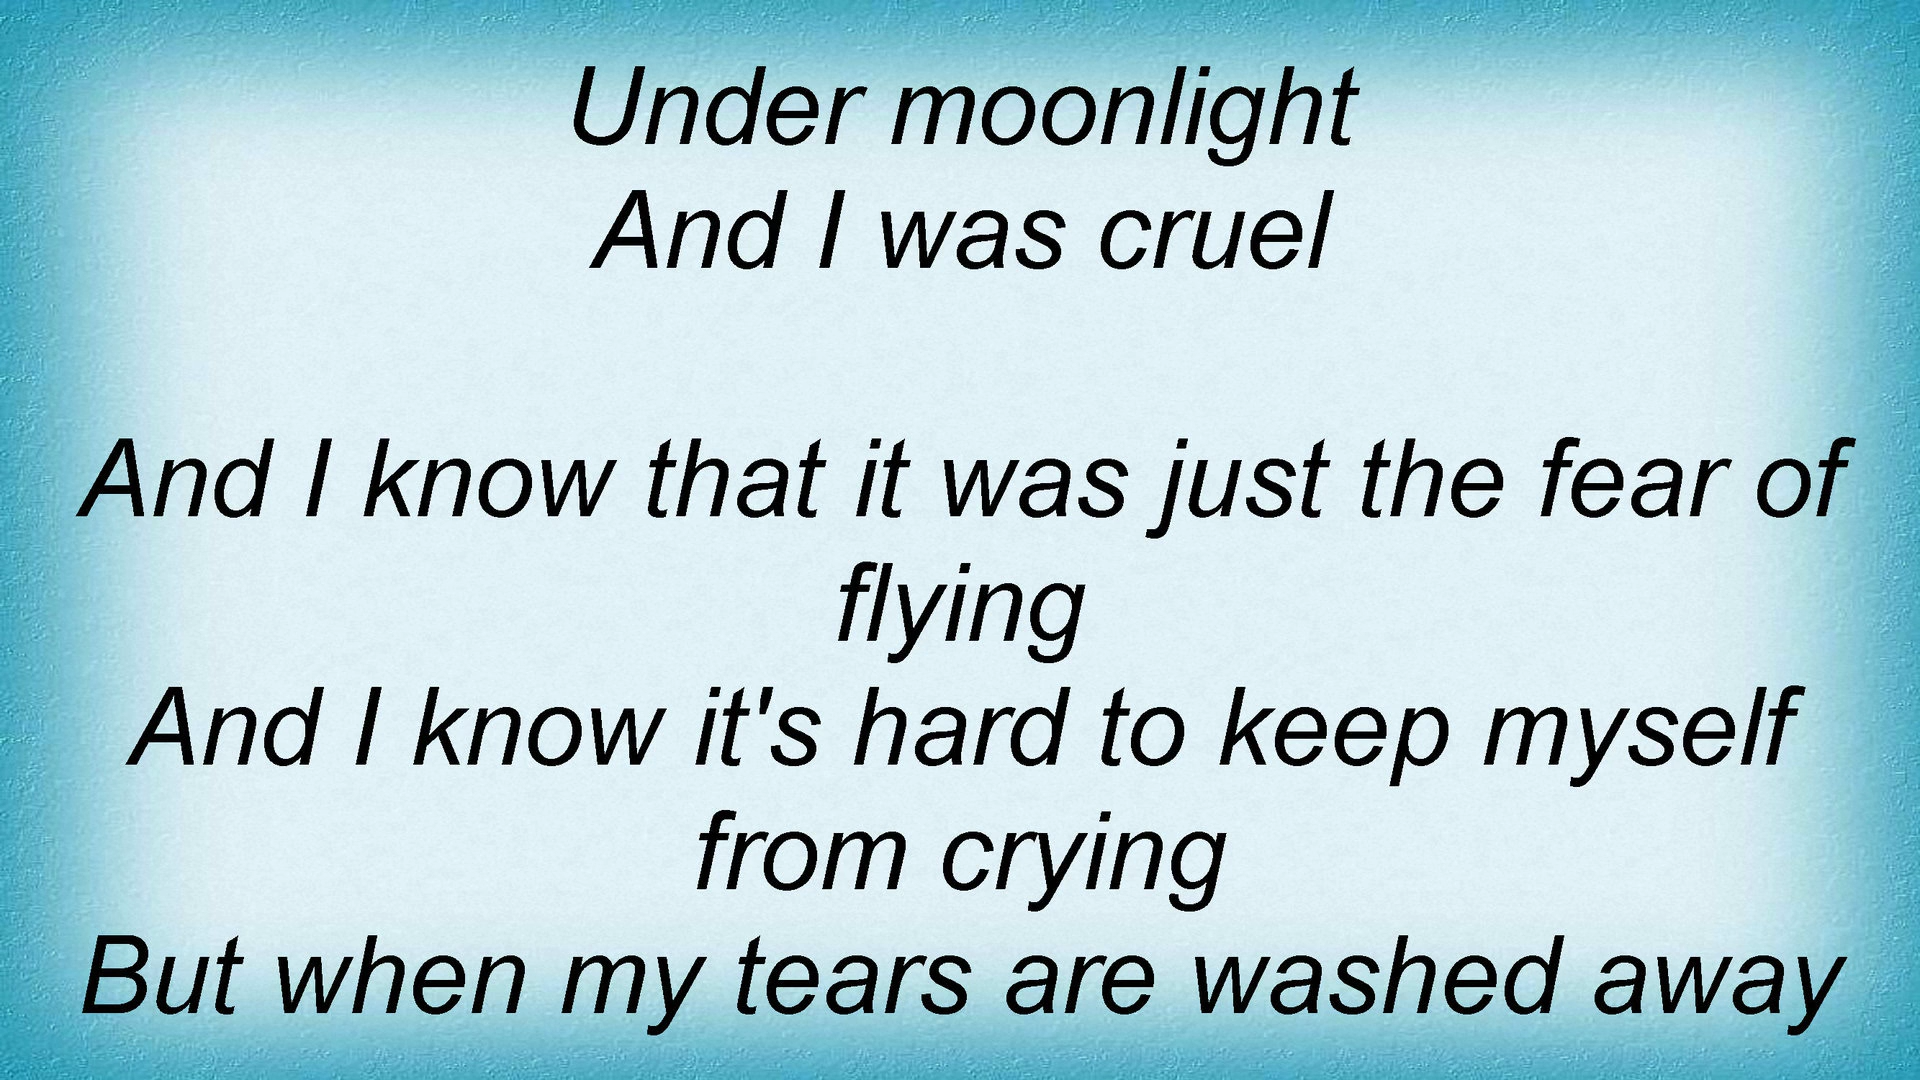 Under moonlight
And I was cruel
And I know that it was just the fear of
flying
And I know it's hard to keep myself
from crying
But when my tears are washed away